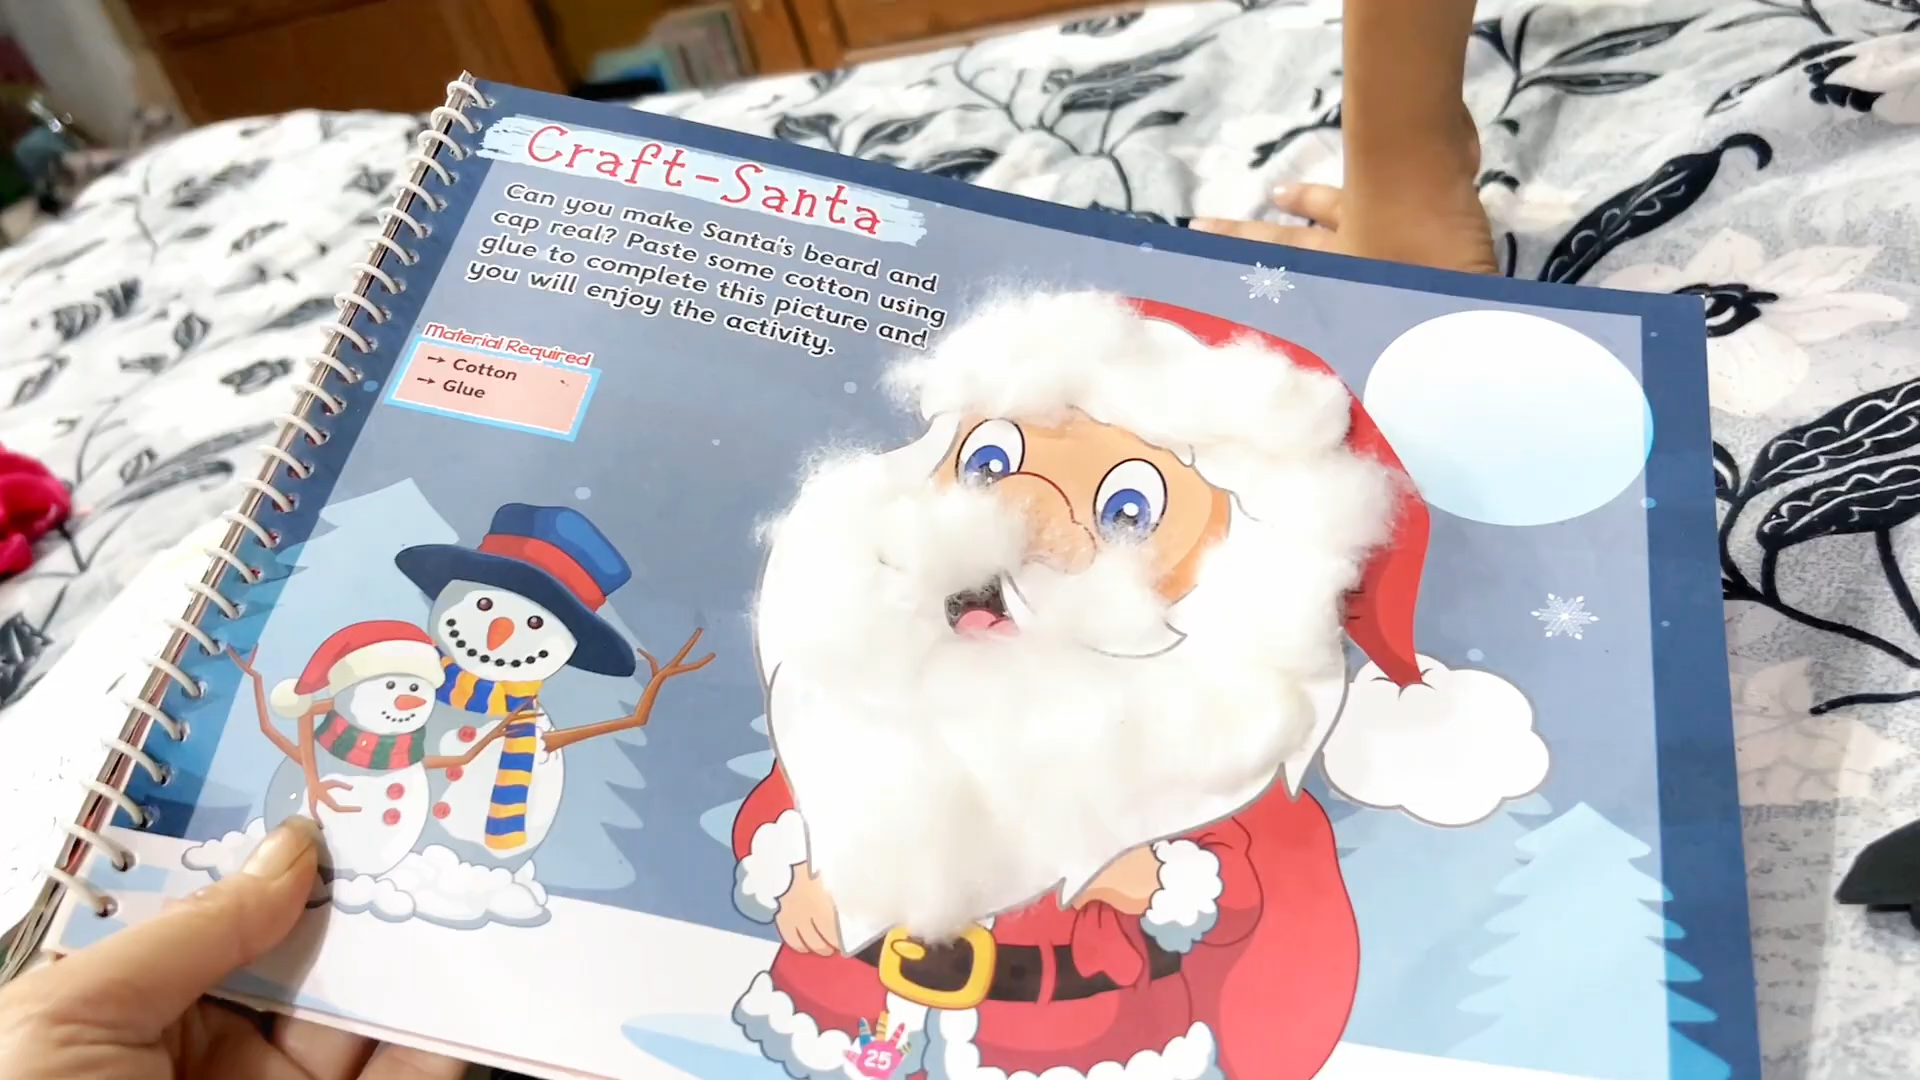 Craft-Santa
Can you make Santa's beard and
cap real? Paste some cotton using
glue to complete this picture and
you will enjoy the activity.
Material Required
→ Cotton
→ Glue
25